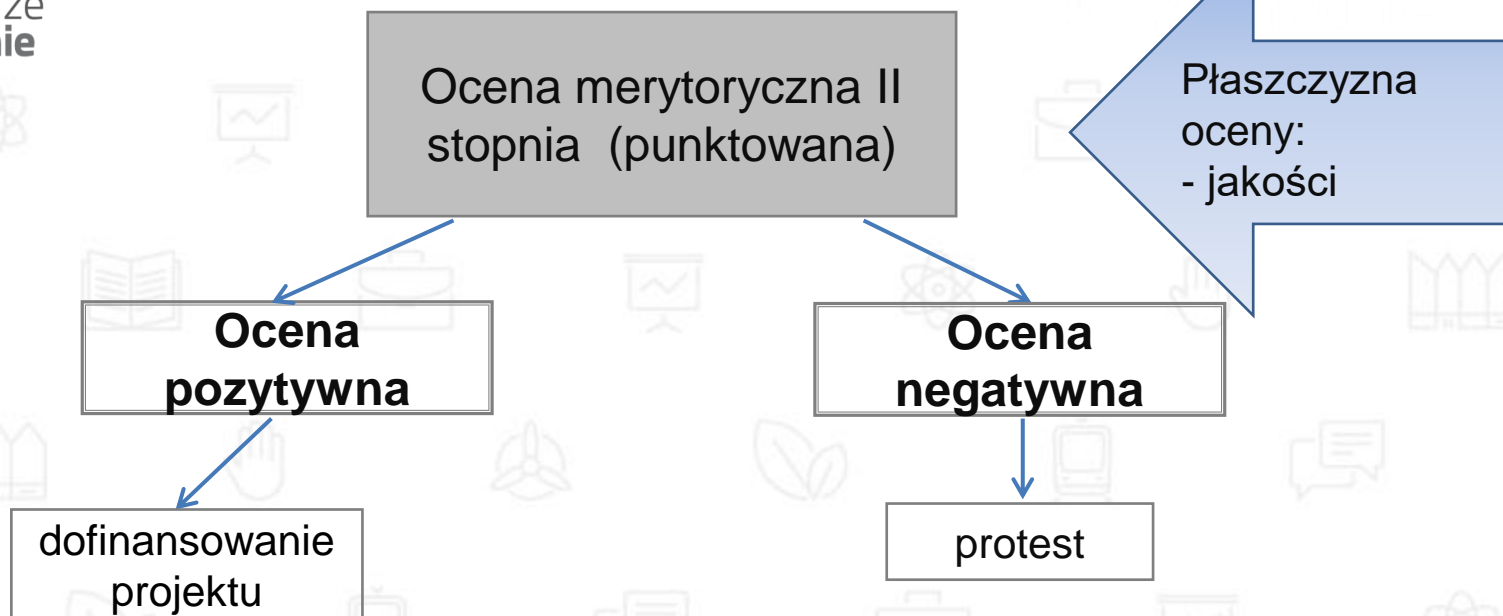 Ocena merytoryczna II
stopnia (punktowana)
Płaszczyzna
oceny:
- jakości
Ocena
pozytywna
Ocena
negatywna
dofinansowanie
projektu
protest